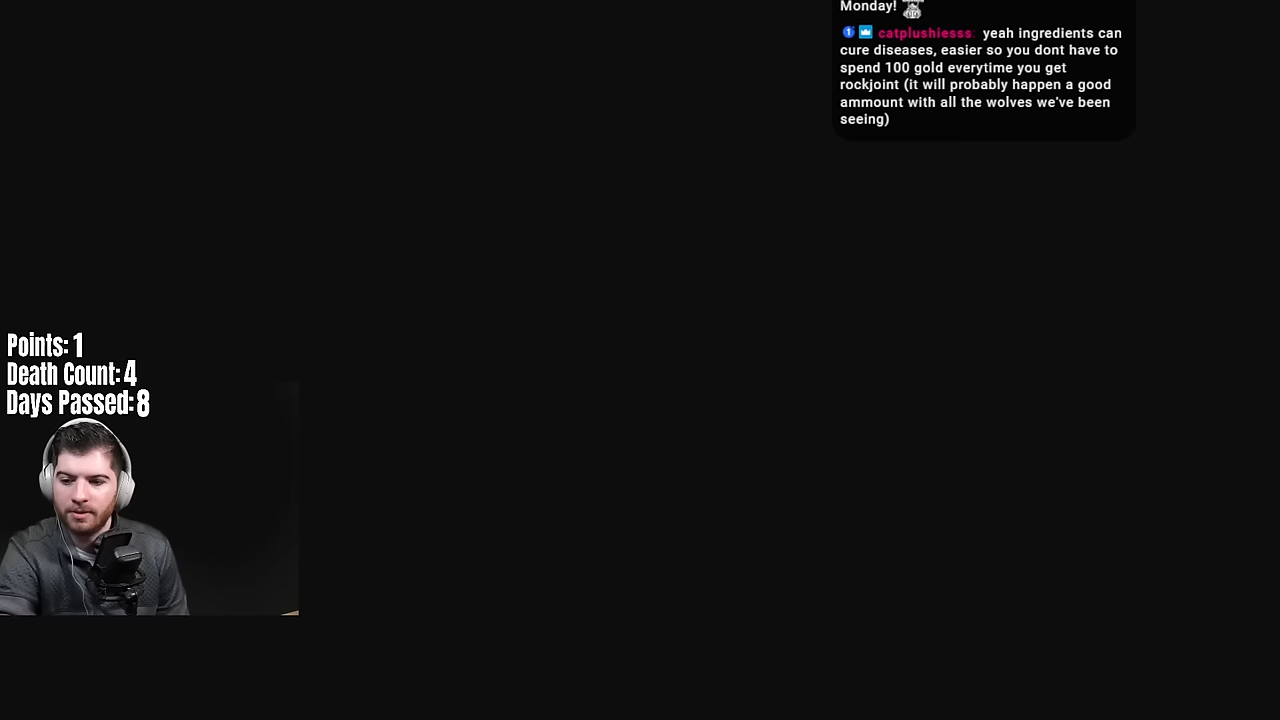 Monday!
catplushiesss: yeah ingredients can
cure diseases, easier so you dont have to
spend 100 gold everytime you get
rockjoint (it will probably happen a good
ammount with all the wolves we've been
seeing)
Points: 1
Death Count: 4
Days Passed: 8